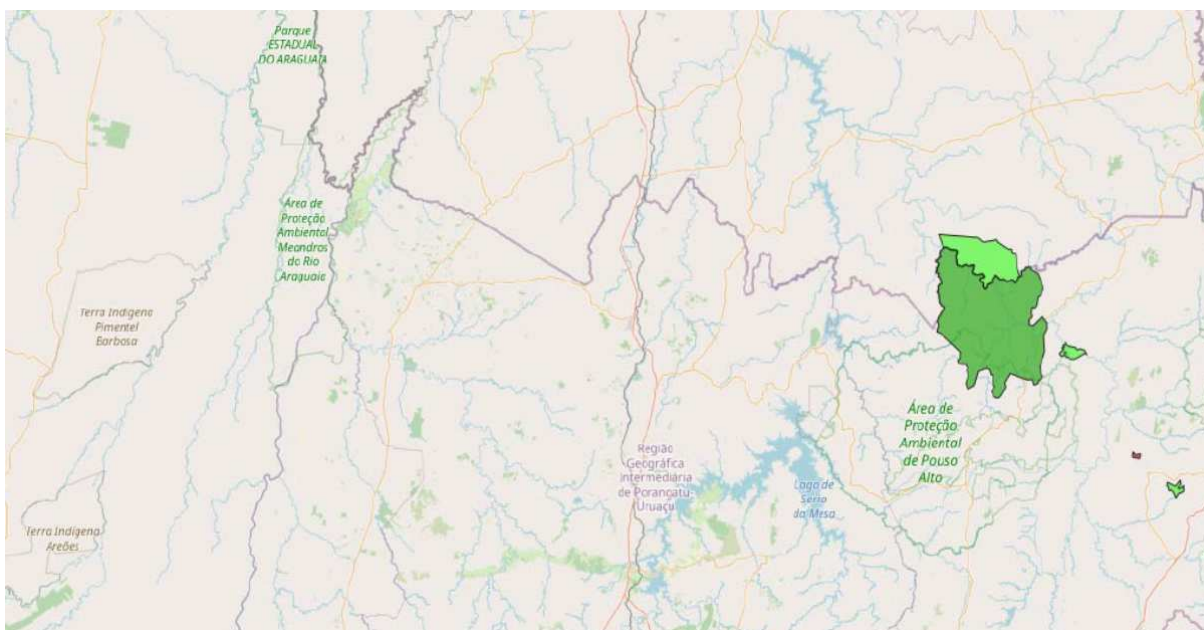 Parque
ESTADUAL
DO ARAGUAIA
Área de
Proteção
Ambiental
Meandros
do Rio
Araguaia
Terra Indígena
Pimentel
Barbosa
Área de
Proteção
Ambiental
de Pouso
Alto
Região
Geográfica
Intermediária
de Porangatu-
Uruaçu
Lago de
Serra
da Mesa
Terra Indígena
Areões